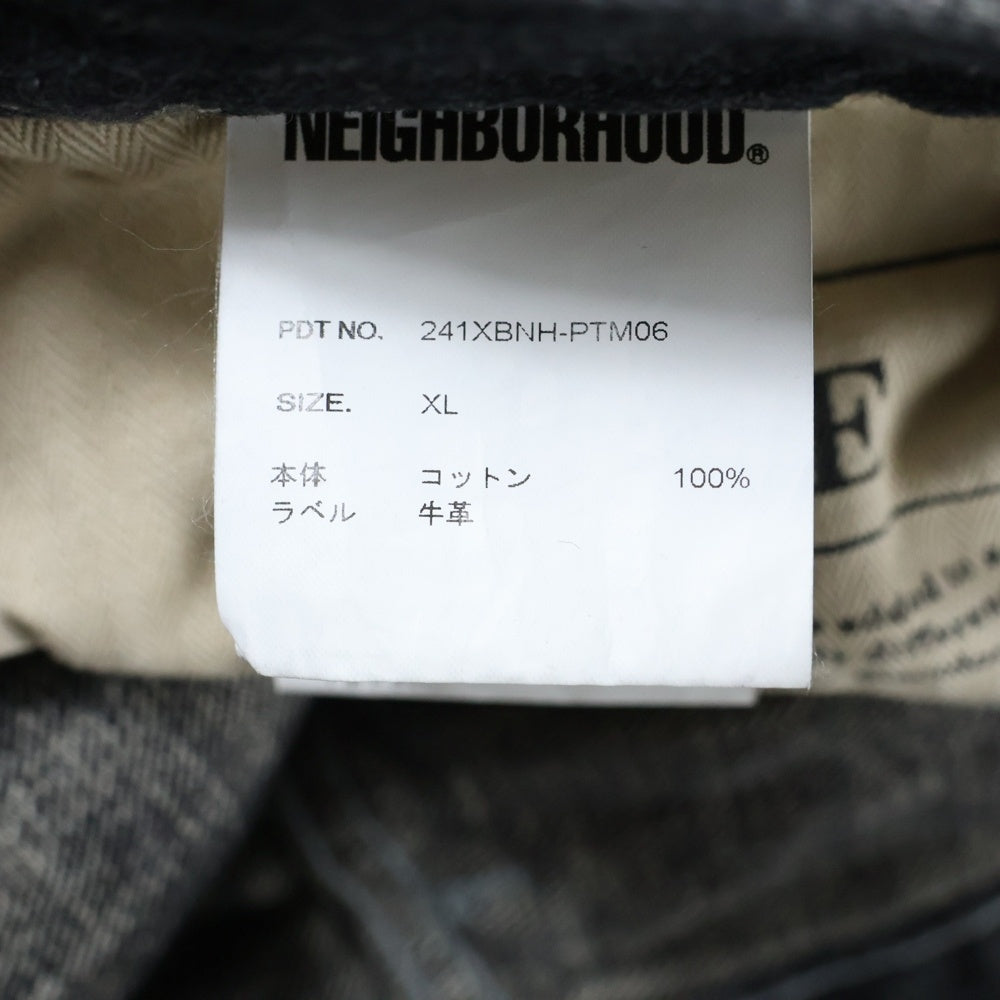 NEIGHBORHOOD®
PDT NO. 241XBNH-PTM06
SIZE. XL
本体 コットン 100%
ラベル 牛革
E